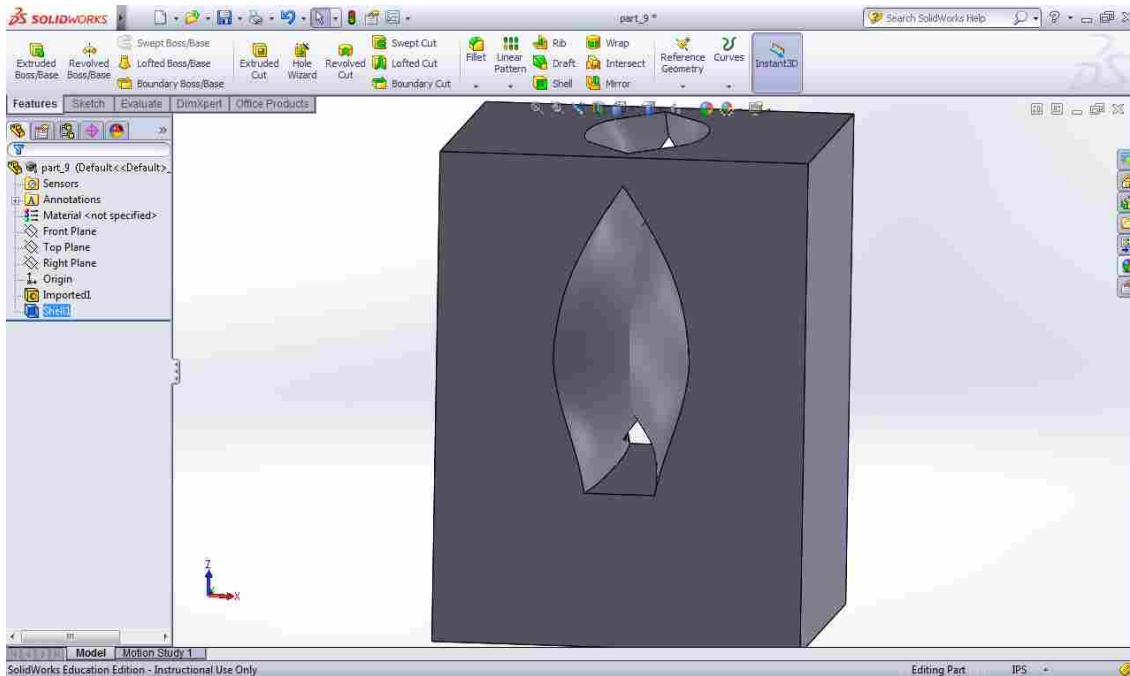 SOLIDWORKS part_9 * Search SolidWorks Help
Extruded Boss/Base Revolved Boss/Base Swept Boss/Base Lofted Boss/Base Boundary Boss/Base Extruded Cut Hole Wizard Revolved Cut Swept Cut Lofted Cut Boundary Cut Fillet Linear Pattern Rib Draft Shell Wrap Intersect Mirror Reference Geometry Curves Instant3D
Features Sketch Evaluate DimXpert Office Products
part_9 (Default<<Default>_
Sensors
Annotations
Material <not specified>
Front Plane
Top Plane
Right Plane
Origin
Imported1
Shell1
Z
X
Model Motion Study 1
SolidWorks Education Edition - Instructional Use Only Editing Part IPS